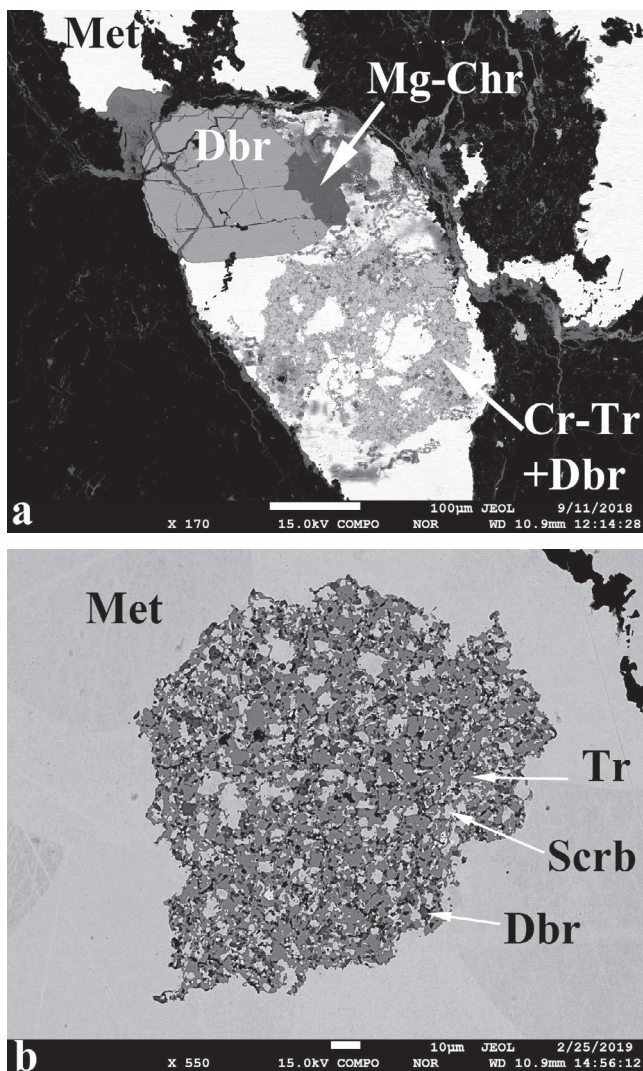 Met
Mg-Chr
Dbr
Cr-Tr
+Dbr
a
100μm JEOL 9/11/2018
X 170 15.0kV COMPO NOR WD 10.9mm 12:14:28
Met
Tr
Scrb
Dbr
b
10μm JEOL 2/25/2019
X 550 15.0kV COMPO NOR WD 10.9mm 14:56:12